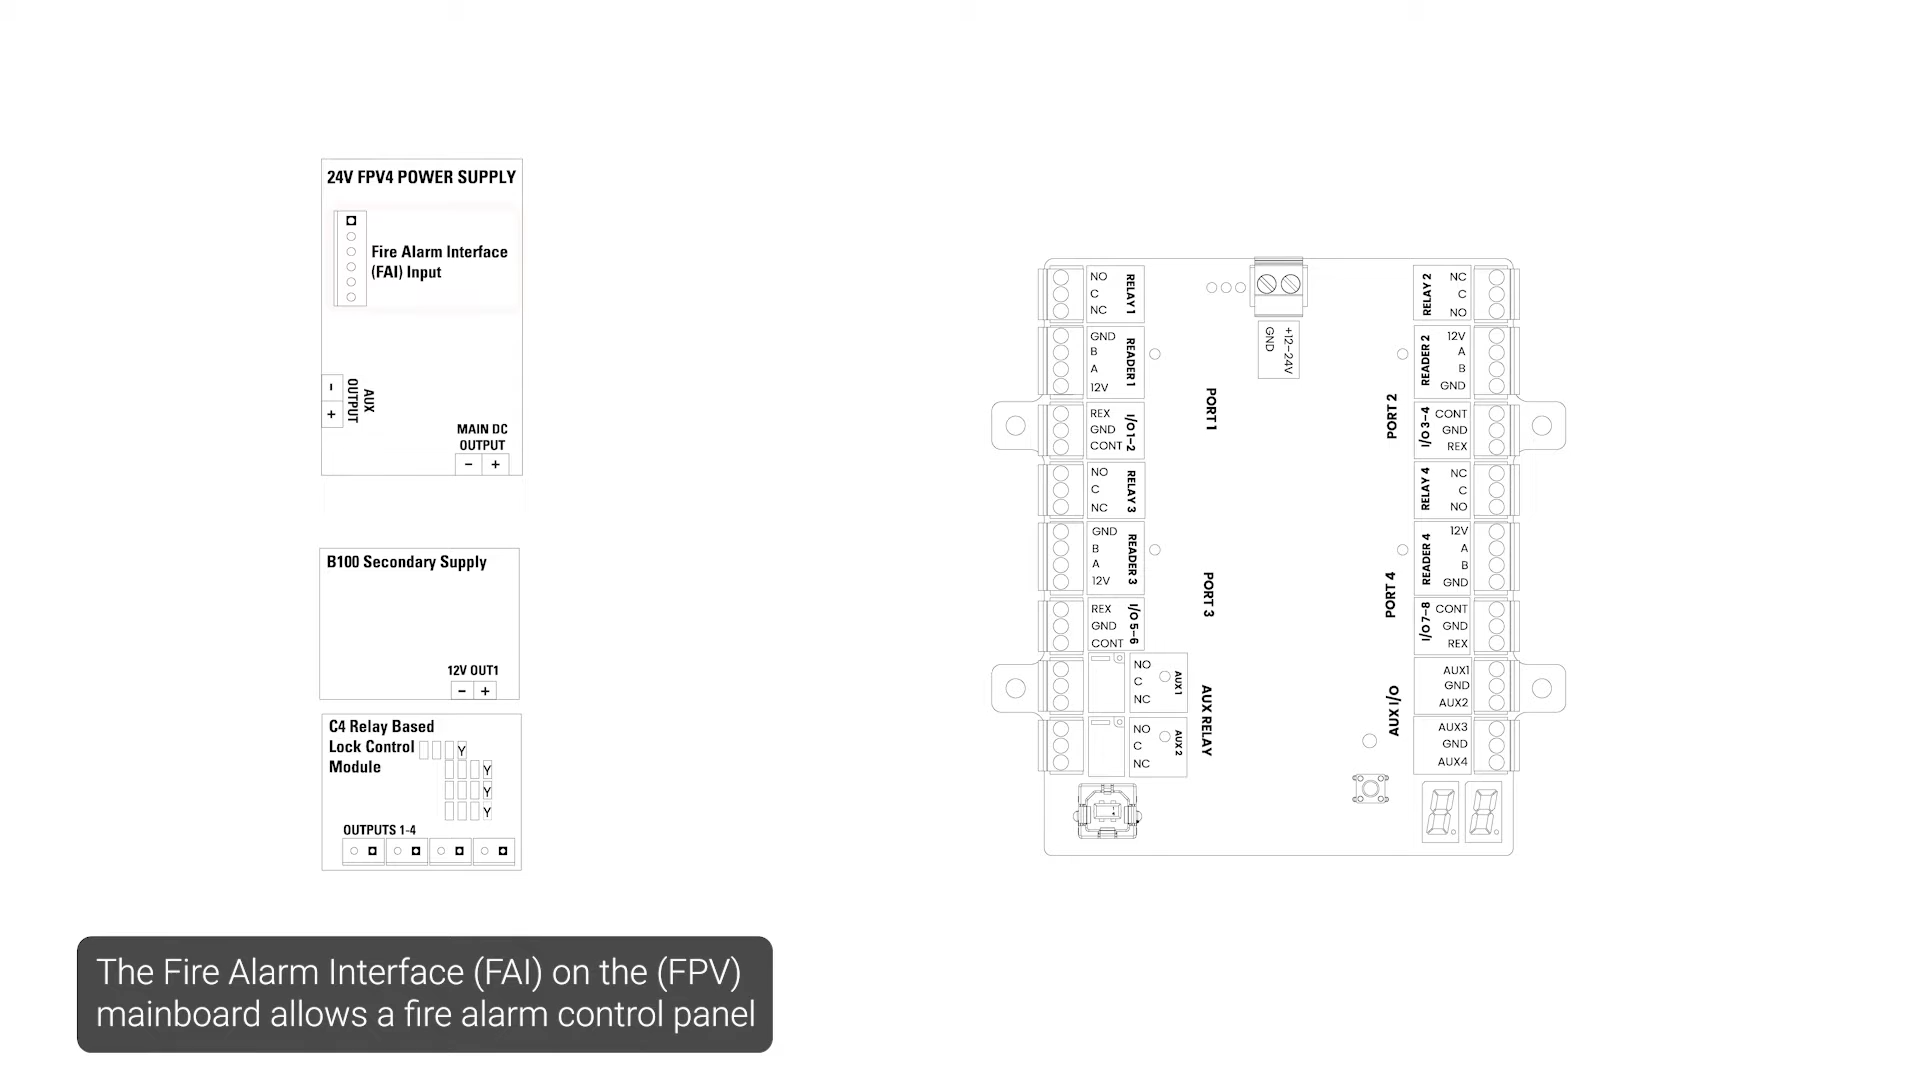 24V FPV4 POWER SUPPLY
Fire Alarm Interface
(FAI) Input
-
+
AUX
OUTPUT
MAIN DC
OUTPUT
- +
B100 Secondary Supply
12V OUT1
- +
C4 Relay Based
Lock Control
Module
Y
Y
Y
Y
OUTPUTS 1-4
NO
C
NC
RELAY 1
GND
B
A
12V
READER 1
REX
GND
CONT
I/O 1-2
NO
C
NC
RELAY 3
GND
B
A
12V
READER 3
REX
GND
CONT
I/O 5-6
NO
C
NC
AUX 1
NO
C
NC
AUX 2
PORT 1
PORT 3
AUX RELAY
+12-24V
GND
PORT 2
PORT 4
AUX I/O
RELAY 2
NC
C
NO
READER 2
12V
A
B
GND
I/O 3-4
CONT
GND
REX
RELAY 4
NC
C
NO
READER 4
12V
A
B
GND
I/O 7-8
CONT
GND
REX
AUX1
GND
AUX2
AUX3
GND
AUX4
The Fire Alarm Interface (FAI) on the (FPV)
mainboard allows a fire alarm control panel